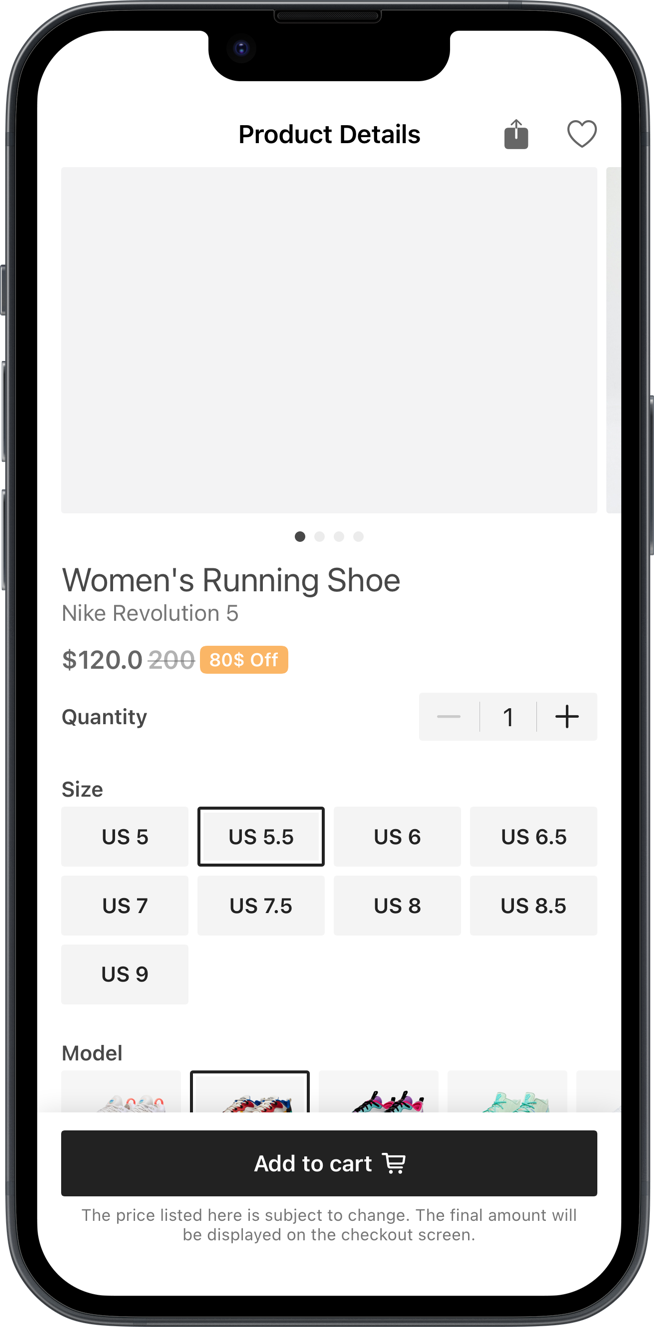 Product Details
Women's Running Shoe
Nike Revolution 5
$120.0 200 80$ Off
Quantity 1
Size
US 5 US 5.5 US 6 US 6.5
US 7 US 7.5 US 8 US 8.5
US 9
Model
Add to cart
The price listed here is subject to change. The final amount will
be displayed on the checkout screen.